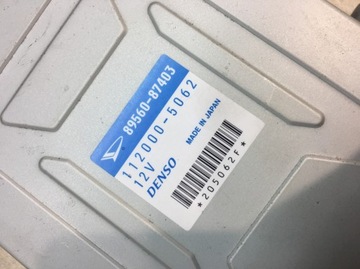 89560-87403
112000-5062
12V
DENSO
MADE IN JAPAN
*205062F*